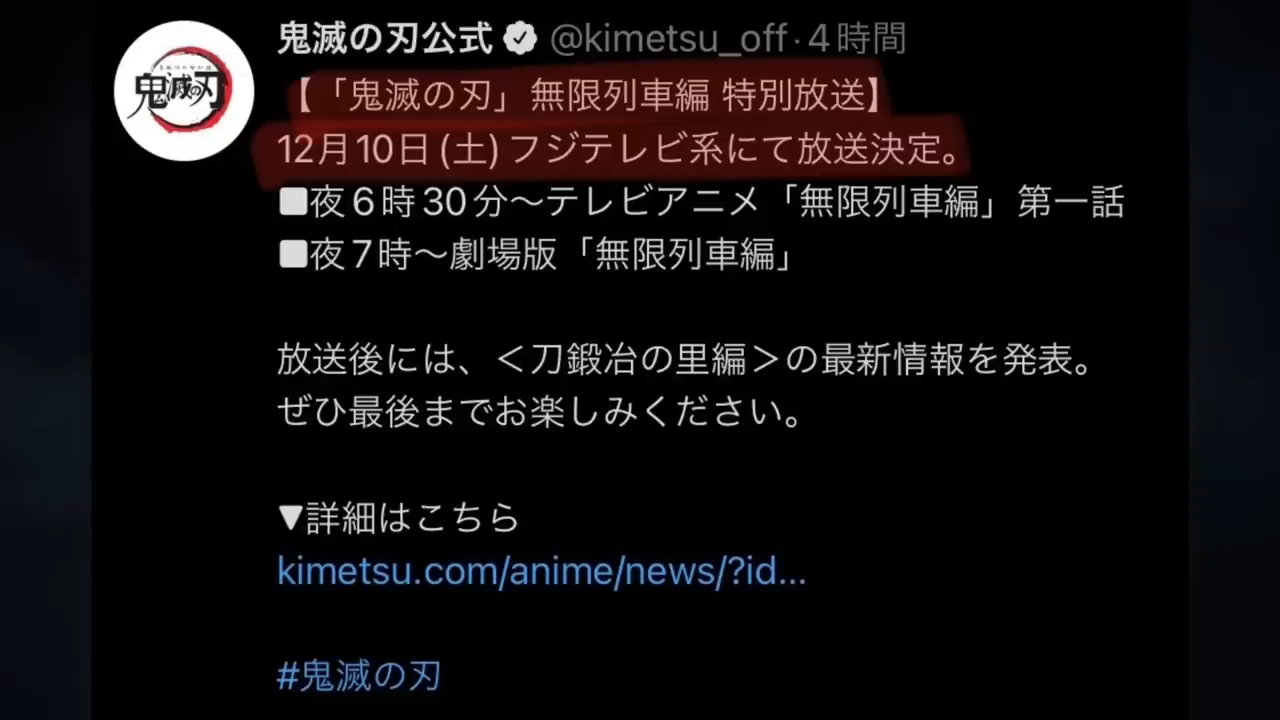 鬼滅の刃公式 @kimetsu_off·4時間
鬼滅の刃
【「鬼滅の刃」無限列車編 特別放送】
12月10日(土)フジテレビ系にて放送決定。
■夜6時30分〜テレビアニメ「無限列車編」第一話
■夜7時〜劇場版「無限列車編」
放送後には、＜刀鍛冶の里編＞の最新情報を発表。
ぜひ最後までお楽しみください。
▼詳細はこちら
kimetsu.com/anime/news/?id...
#鬼滅の刃